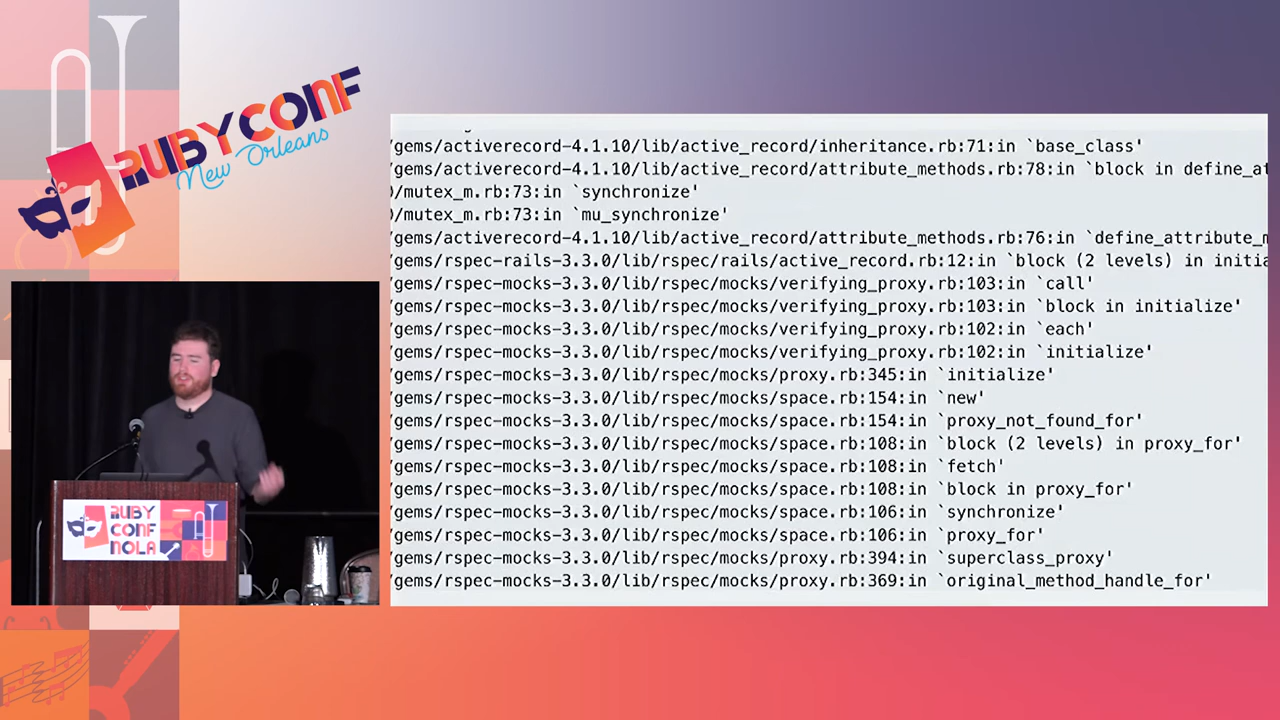 RUBYCONF
New Orleans
/gems/activerecord-4.1.10/lib/active_record/inheritance.rb:71:in `base_class'
/gems/activerecord-4.1.10/lib/active_record/attribute_methods.rb:78:in `block in define_at
/mutex_m.rb:73:in `synchronize'
/mutex_m.rb:73:in `mu_synchronize'
/gems/activerecord-4.1.10/lib/active_record/attribute_methods.rb:76:in `define_attribute_m
/gems/rspec-rails-3.3.0/lib/rspec/rails/active_record.rb:12:in `block (2 levels) in initia
/gems/rspec-mocks-3.3.0/lib/rspec/mocks/verifying_proxy.rb:103:in `call'
/gems/rspec-mocks-3.3.0/lib/rspec/mocks/verifying_proxy.rb:103:in `block in initialize'
/gems/rspec-mocks-3.3.0/lib/rspec/mocks/verifying_proxy.rb:102:in `each'
/gems/rspec-mocks-3.3.0/lib/rspec/mocks/verifying_proxy.rb:102:in `initialize'
/gems/rspec-mocks-3.3.0/lib/rspec/mocks/proxy.rb:345:in `initialize'
/gems/rspec-mocks-3.3.0/lib/rspec/mocks/space.rb:154:in `new'
/gems/rspec-mocks-3.3.0/lib/rspec/mocks/space.rb:154:in `proxy_not_found_for'
/gems/rspec-mocks-3.3.0/lib/rspec/mocks/space.rb:108:in `block (2 levels) in proxy_for'
/gems/rspec-mocks-3.3.0/lib/rspec/mocks/space.rb:108:in `fetch'
/gems/rspec-mocks-3.3.0/lib/rspec/mocks/space.rb:108:in `block in proxy_for'
/gems/rspec-mocks-3.3.0/lib/rspec/mocks/space.rb:106:in `synchronize'
/gems/rspec-mocks-3.3.0/lib/rspec/mocks/space.rb:106:in `proxy_for'
/gems/rspec-mocks-3.3.0/lib/rspec/mocks/proxy.rb:394:in `superclass_proxy'
/gems/rspec-mocks-3.3.0/lib/rspec/mocks/proxy.rb:369:in `original_method_handle_for'
RUBY
CONF
NOLA